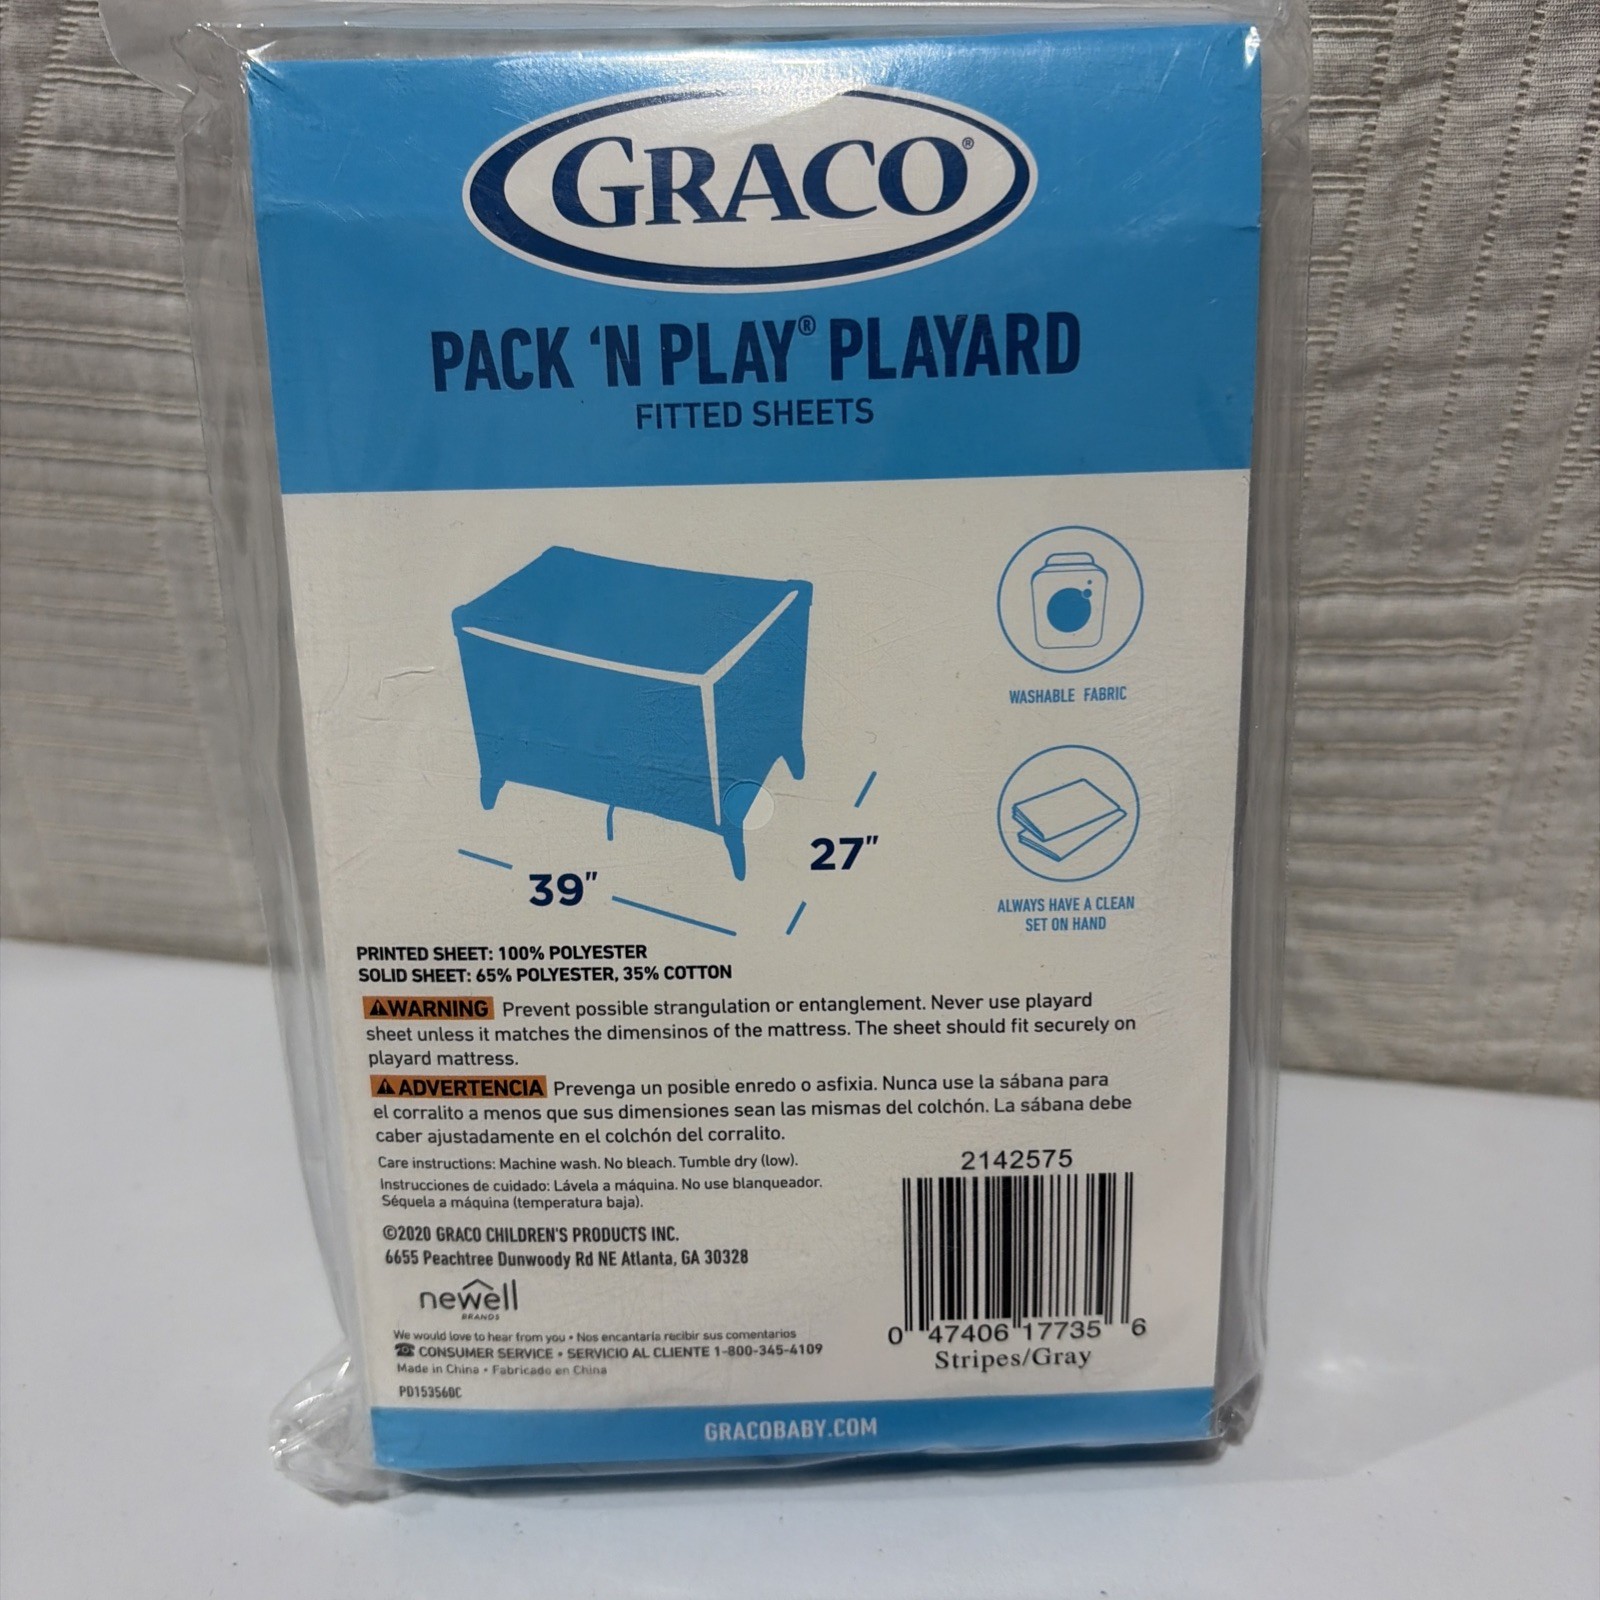 GRACO®
PACK 'N PLAY® PLAYARD
FITTED SHEETS
WASHABLE FABRIC
27"
39"
ALWAYS HAVE A CLEAN
SET ON HAND
PRINTED SHEET: 100% POLYESTER
SOLID SHEET: 65% POLYESTER, 35% COTTON
⚠WARNING Prevent possible strangulation or entanglement. Never use playard
sheet unless it matches the dimensinos of the mattress. The sheet should fit securely on
playard mattress.
⚠ADVERTENCIA Prevenga un posible enredo o asfixia. Nunca use la sábana para
el corralito a menos que sus dimensiones sean las mismas del colchón. La sábana debe
caber ajustadamente en el colchón del corralito.
Care instructions: Machine wash. No bleach. Tumble dry (low).
Instrucciones de cuidado: Lávela a máquina. No use blanqueador.
Séquela a máquina (temperatura baja).
©2020 GRACO CHILDREN'S PRODUCTS INC.
6655 Peachtree Dunwoody Rd NE Atlanta, GA 30328
newell
BRANDS
We would love to hear from you • Nos encantaría recibir sus comentarios
☎ CONSUMER SERVICE • SERVICIO AL CLIENTE 1-800-345-4109
Made in China • Fabricado en China
PD153560C
2142575
0 47406 17735 6
Stripes/Gray
GRACOBABY.COM